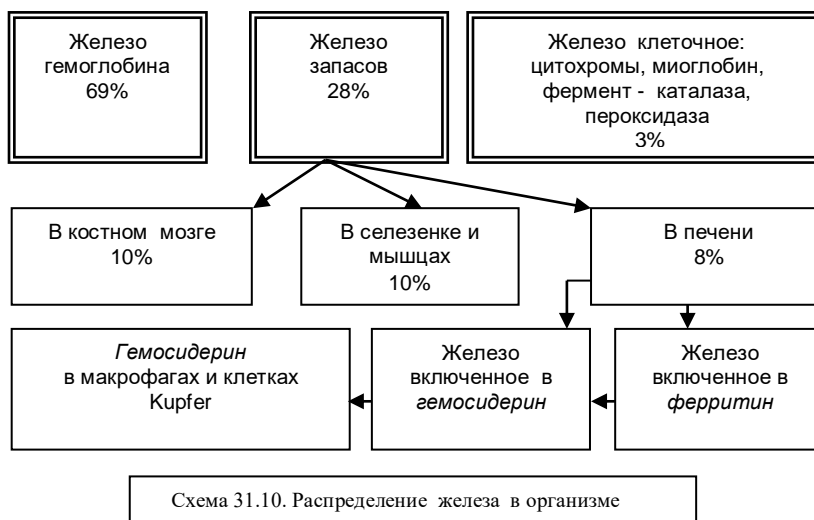 Железо
гемоглобина
69%
Железо
запасов
28%
Железо клеточное:
цитохромы, миоглобин,
фермент - каталаза,
пероксидаза
3%
В костном мозге
10%
В селезенке и
мышцах
10%
В печени
8%
Гемосидерин
в макрофагах и клетках
Kupfer
Железо
включенное в
гемосидерин
Железо
включенное в
ферритин
Схема 31.10. Распределение железа в организме